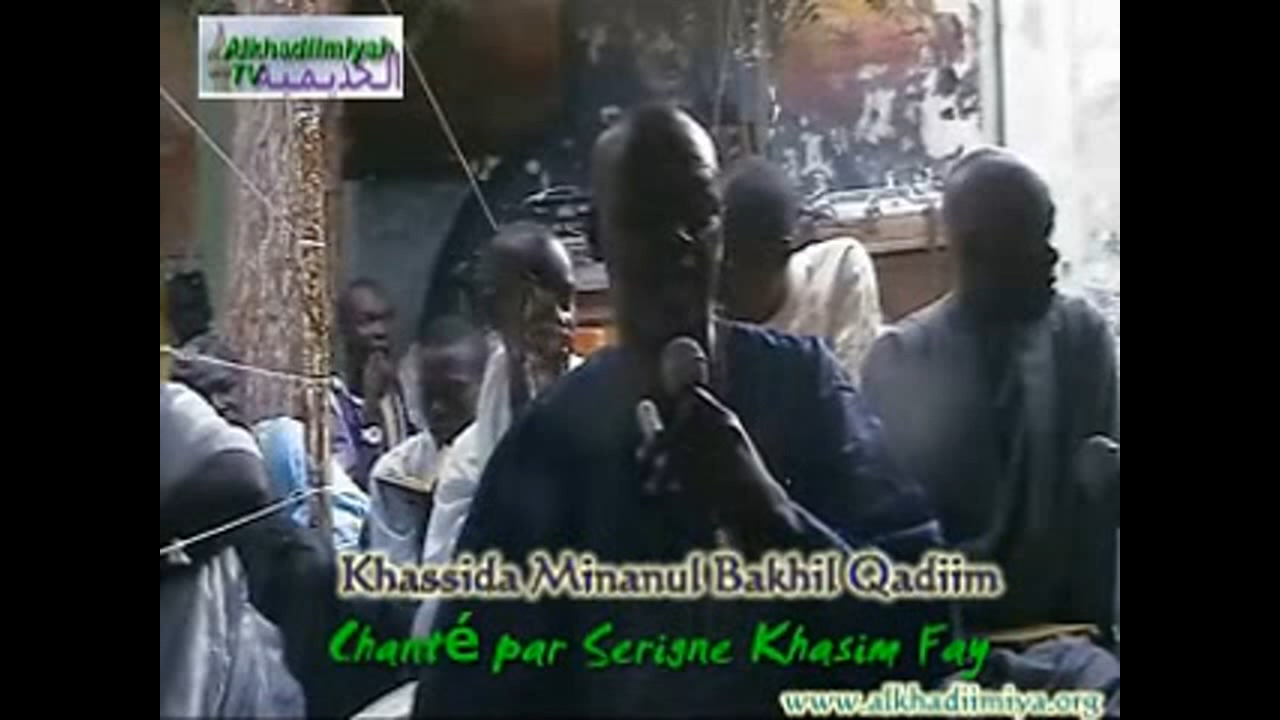 Alkhadiimiyah
TV الخديمية
Khassida Minanul Bakhil Qadiim
Chanté par Serigne Khasim Fay
www.alkhadiimiya.org